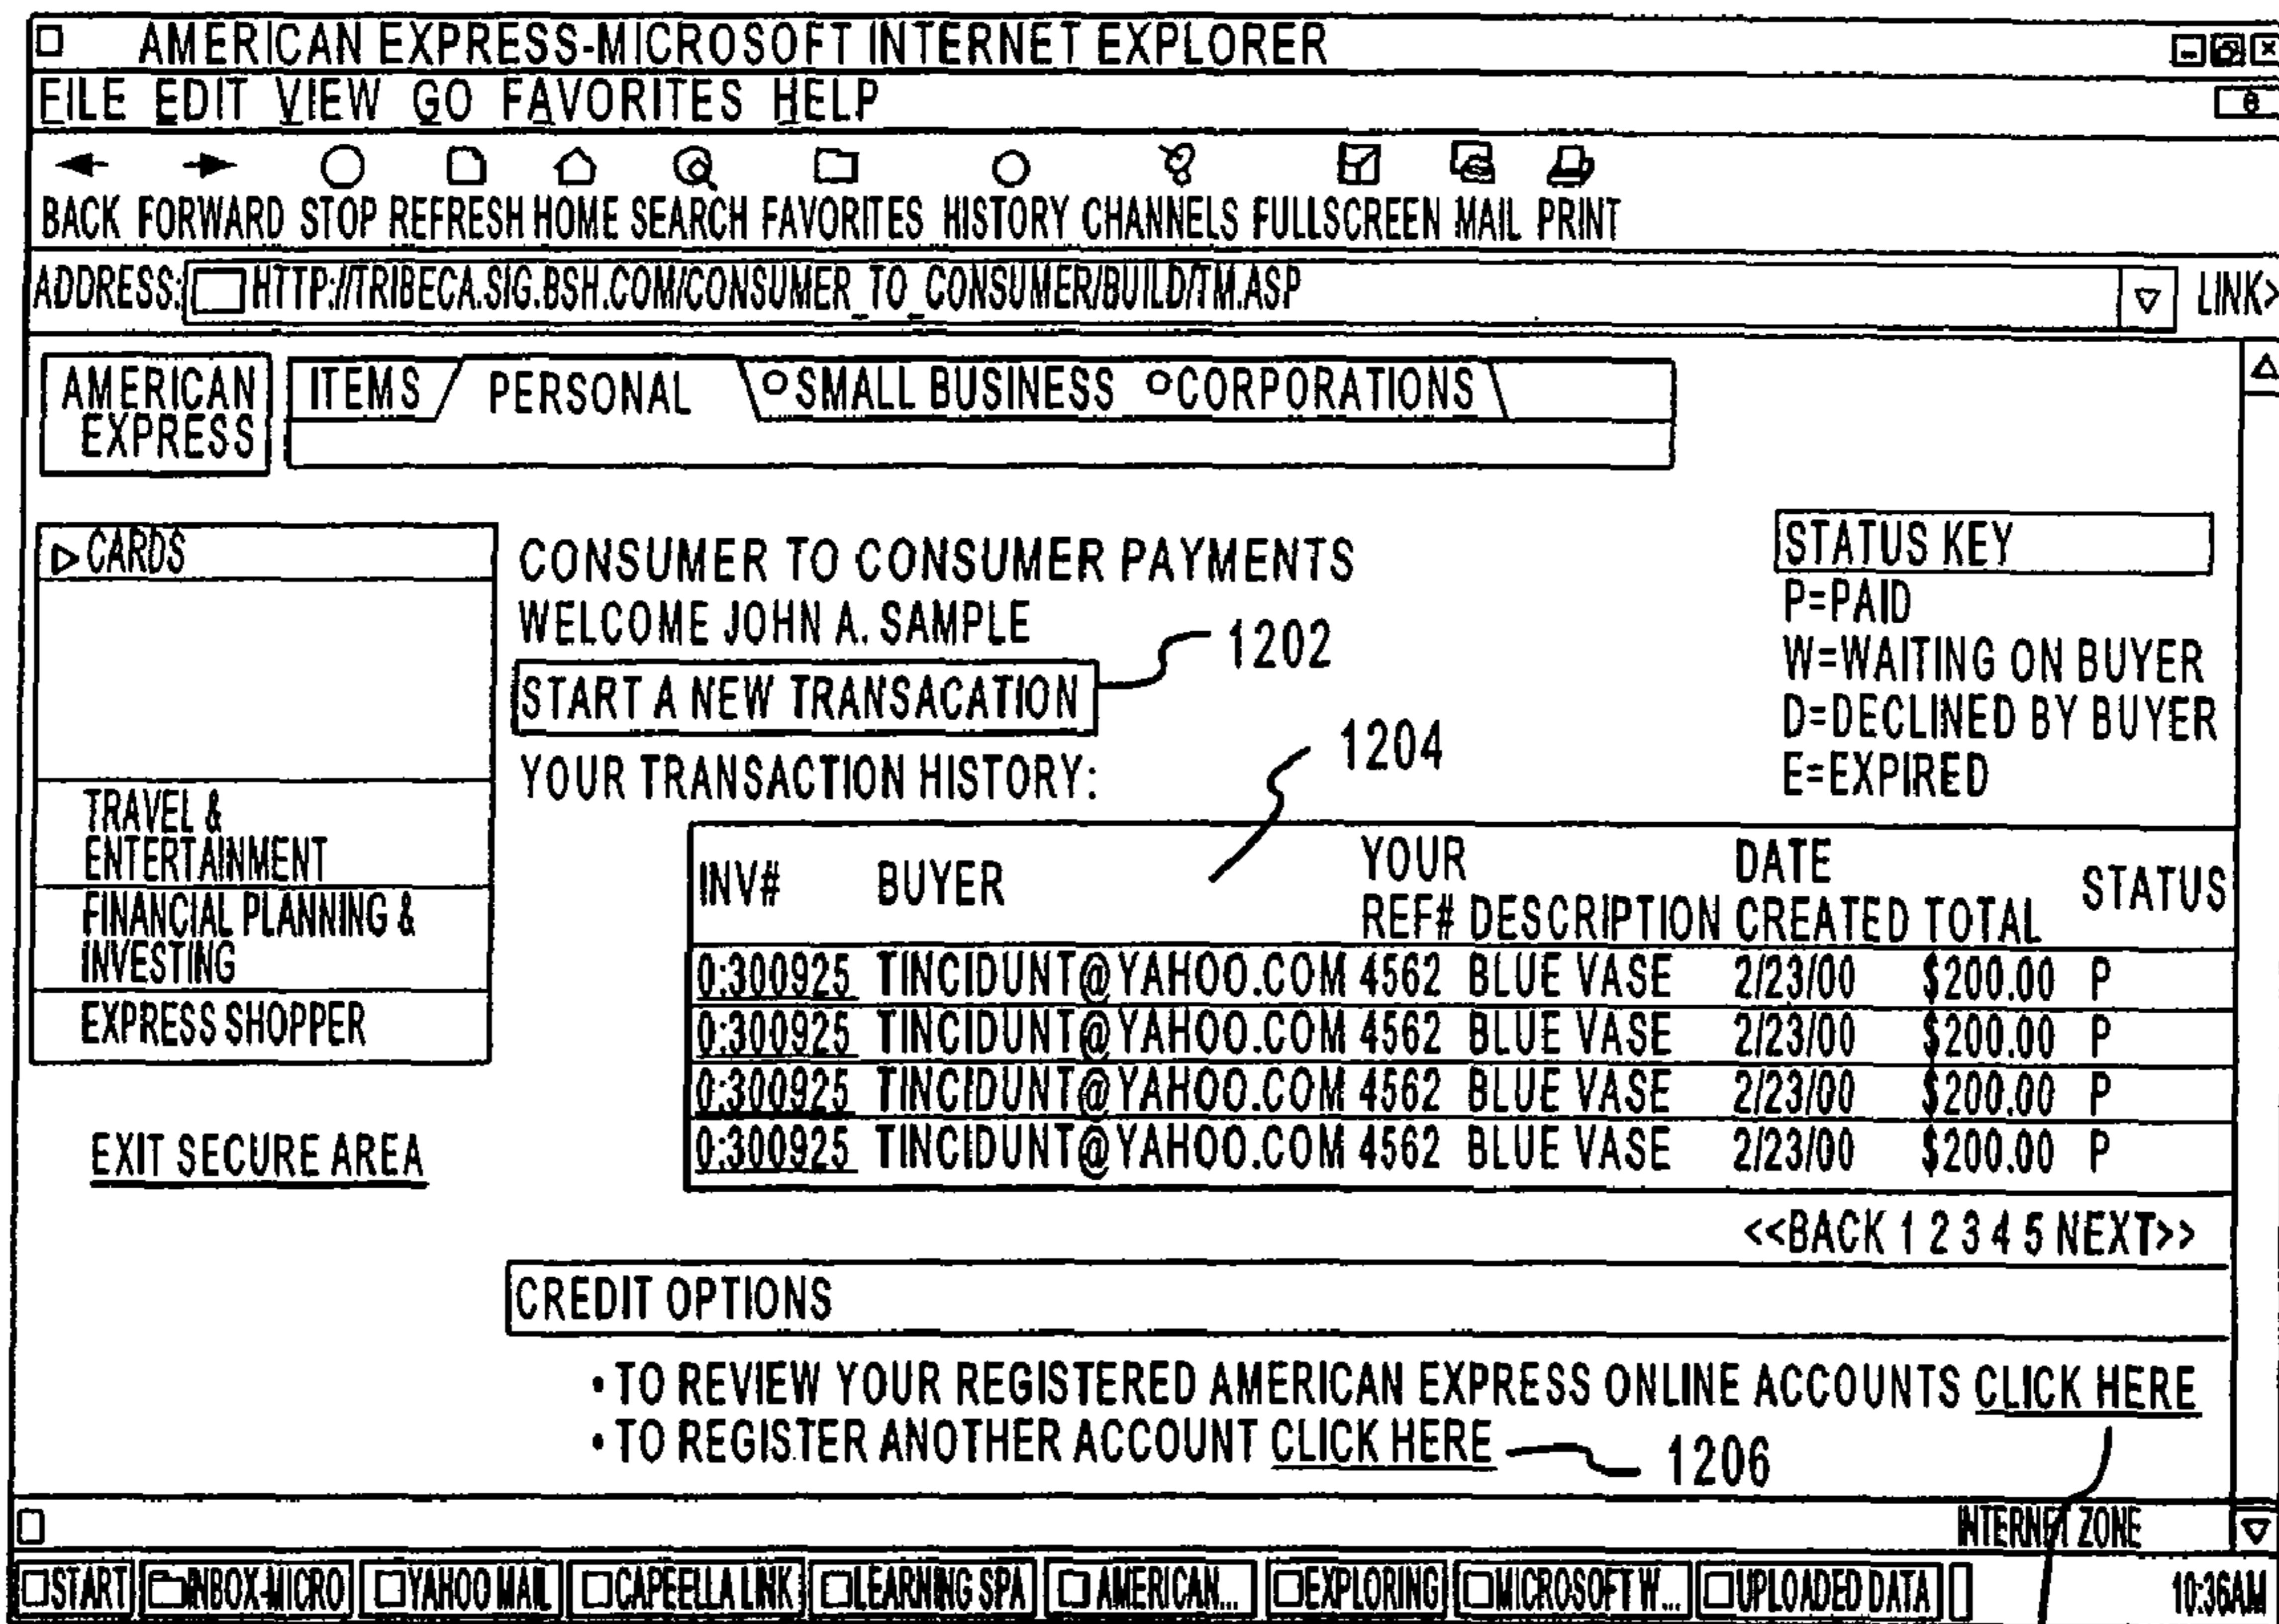 AMERICAN EXPRESS-MICROSOFT INTERNET EXPLORER
FILE EDIT VIEW GO FAVORITES HELP
BACK FORWARD STOP REFRESH HOME SEARCH FAVORITES HISTORY CHANNELS FULLSCREEN MAIL PRINT
ADDRESS: HTTP://TRIBECA.SIG.BSH.COM/CONSUMER_TO_CONSUMER/BUILD/TM.ASP LINK>
AMERICAN
EXPRESS
ITEMS PERSONAL SMALL BUSINESS CORPORATIONS
CARDS
TRAVEL &
ENTERTAINMENT
FINANCIAL PLANNING &
INVESTING
EXPRESS SHOPPER
EXIT SECURE AREA
CONSUMER TO CONSUMER PAYMENTS
WELCOME JOHN A. SAMPLE
START A NEW TRANSACATION
1202
YOUR TRANSACTION HISTORY:
1204
STATUS KEY
P=PAID
W=WAITING ON BUYER
D=DECLINED BY BUYER
E=EXPIRED
INV# BUYER YOUR REF# DESCRIPTION DATE CREATED TOTAL STATUS
0:300925 TINCIDUNT@YAHOO.COM 4562 BLUE VASE 2/23/00 $200.00 P
0:300925 TINCIDUNT@YAHOO.COM 4562 BLUE VASE 2/23/00 $200.00 P
0:300925 TINCIDUNT@YAHOO.COM 4562 BLUE VASE 2/23/00 $200.00 P
0:300925 TINCIDUNT@YAHOO.COM 4562 BLUE VASE 2/23/00 $200.00 P
<<BACK 1 2 3 4 5 NEXT>>
CREDIT OPTIONS
• TO REVIEW YOUR REGISTERED AMERICAN EXPRESS ONLINE ACCOUNTS CLICK HERE
• TO REGISTER ANOTHER ACCOUNT CLICK HERE
1206
INTERNET ZONE
START INBOX-MICRO YAHOO MAIL CAPEELLA LINK LEARNING SPA AMERICAN... EXPLORING MICROSOFT W... UPLOADED DATA 10:36AM